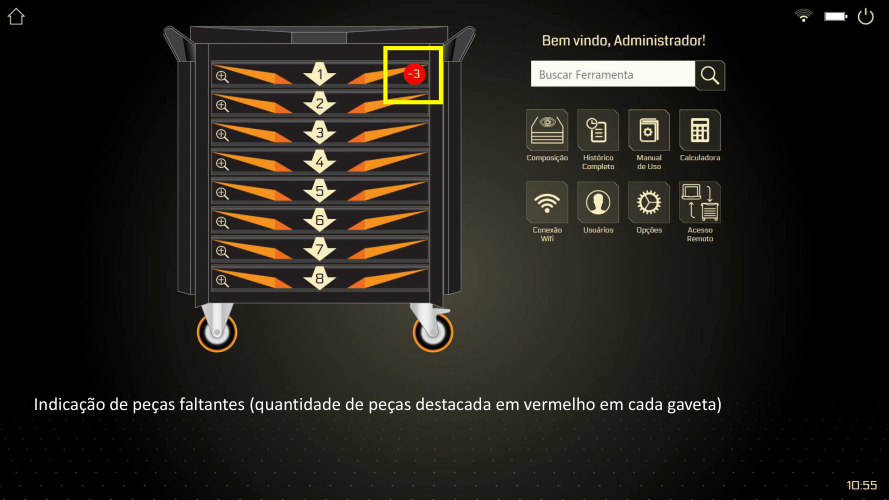 Bem vindo, Administrador!
Buscar Ferramenta
1
-3
2
3
4
5
6
7
8
Composição
Histórico
Completo
Manual
de Uso
Calculadora
Conexão
Wifi
Usuários
Opções
Acesso
Remoto
Indicação de peças faltantes (quantidade de peças destacada em vermelho em cada gaveta)
10:55